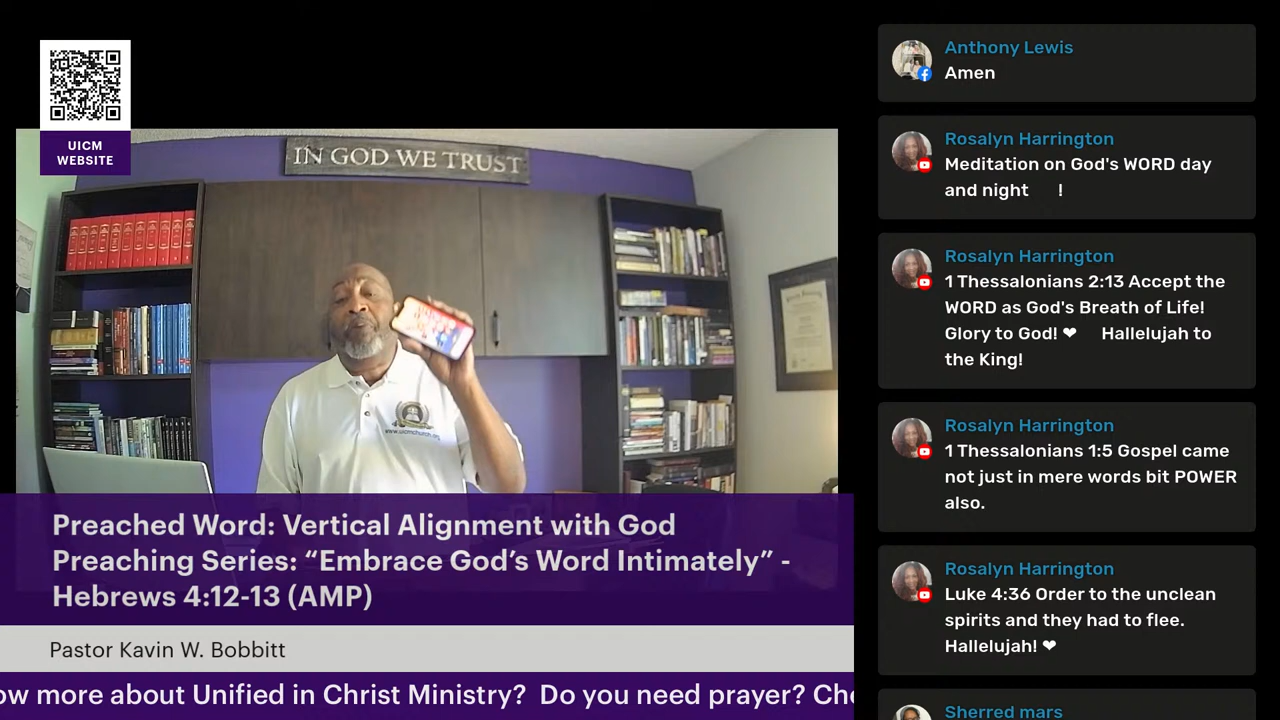 UICM
WEBSITE
IN GOD WE TRUST
www.uicmchurch.org
Preached Word: Vertical Alignment with God
Preaching Series: “Embrace God’s Word Intimately” -
Hebrews 4:12-13 (AMP)
Pastor Kavin W. Bobbitt
ow more about Unified in Christ Ministry? Do you need prayer? Che
Anthony Lewis
Amen
Rosalyn Harrington
Meditation on God's WORD day
and night !
Rosalyn Harrington
1 Thessalonians 2:13 Accept the
WORD as God's Breath of Life!
Glory to God! ❤ Hallelujah to
the King!
Rosalyn Harrington
1 Thessalonians 1:5 Gospel came
not just in mere words bit POWER
also.
Rosalyn Harrington
Luke 4:36 Order to the unclean
spirits and they had to flee.
Hallelujah! ❤
Sherred mars